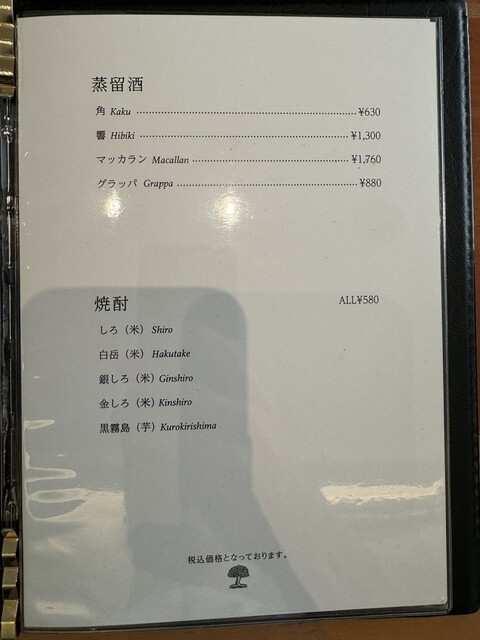 蒸留酒
角 Kaku ¥630
響 Hibiki ¥1,300
マッカラン Macallan ¥1,760
グラッパ Grappa ¥880
焼酎 ALL¥580
しろ（米）Shiro
白岳（米）Hakutake
銀しろ（米）Ginshiro
金しろ（米）Kinshiro
黒霧島（芋）Kurokirishima
税込価格となっております。